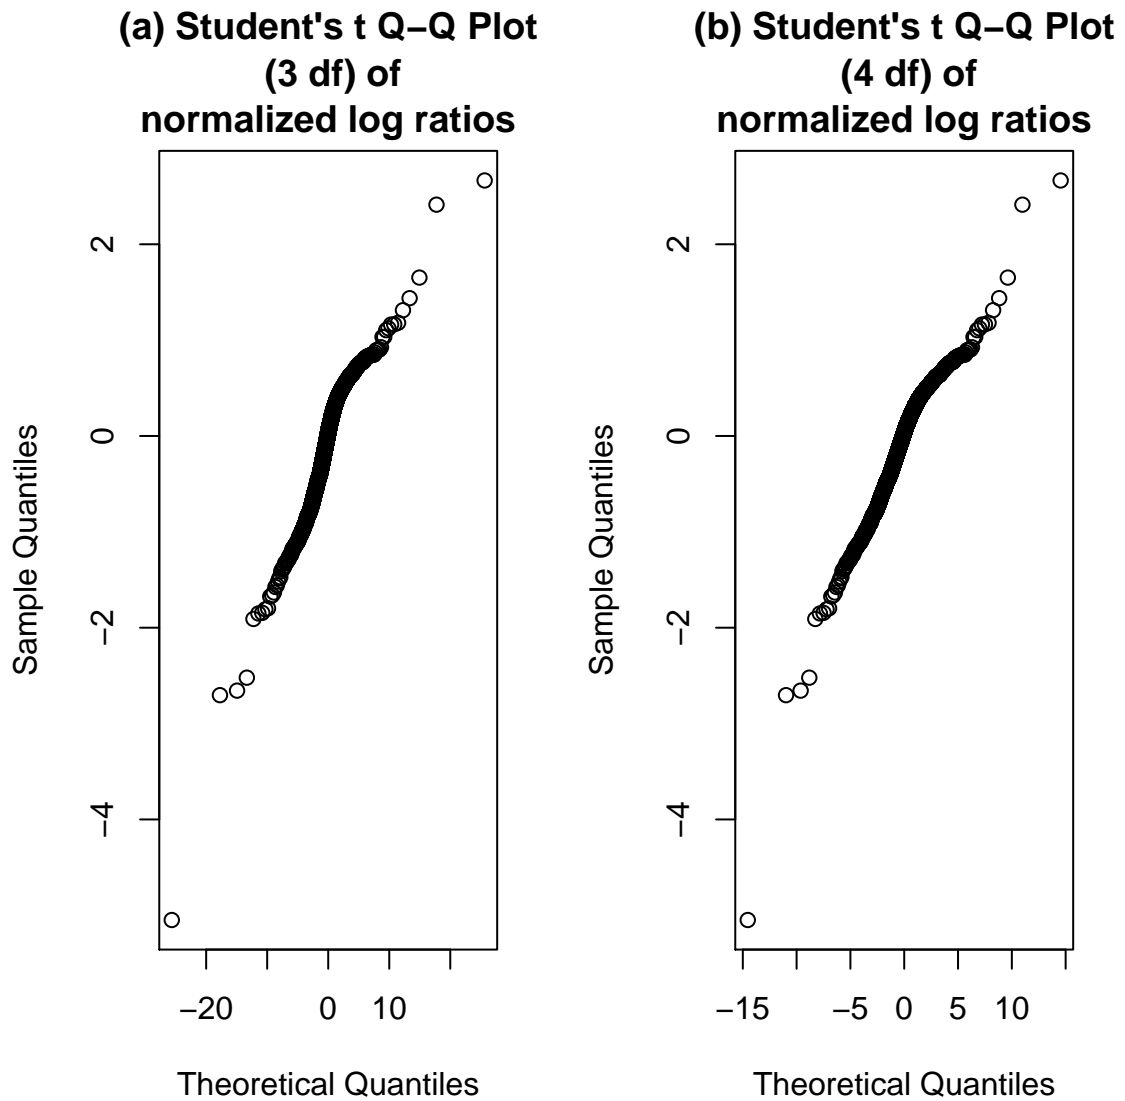 (a) Student's t Q−Q Plot
(3 df) of
normalized log ratios
Sample Quantiles
2
0
−2
−4
−20
0
10
Theoretical Quantiles
(b) Student's t Q−Q Plot
(4 df) of
normalized log ratios
Sample Quantiles
2
0
−2
−4
−15
−5
0
5
10
Theoretical Quantiles